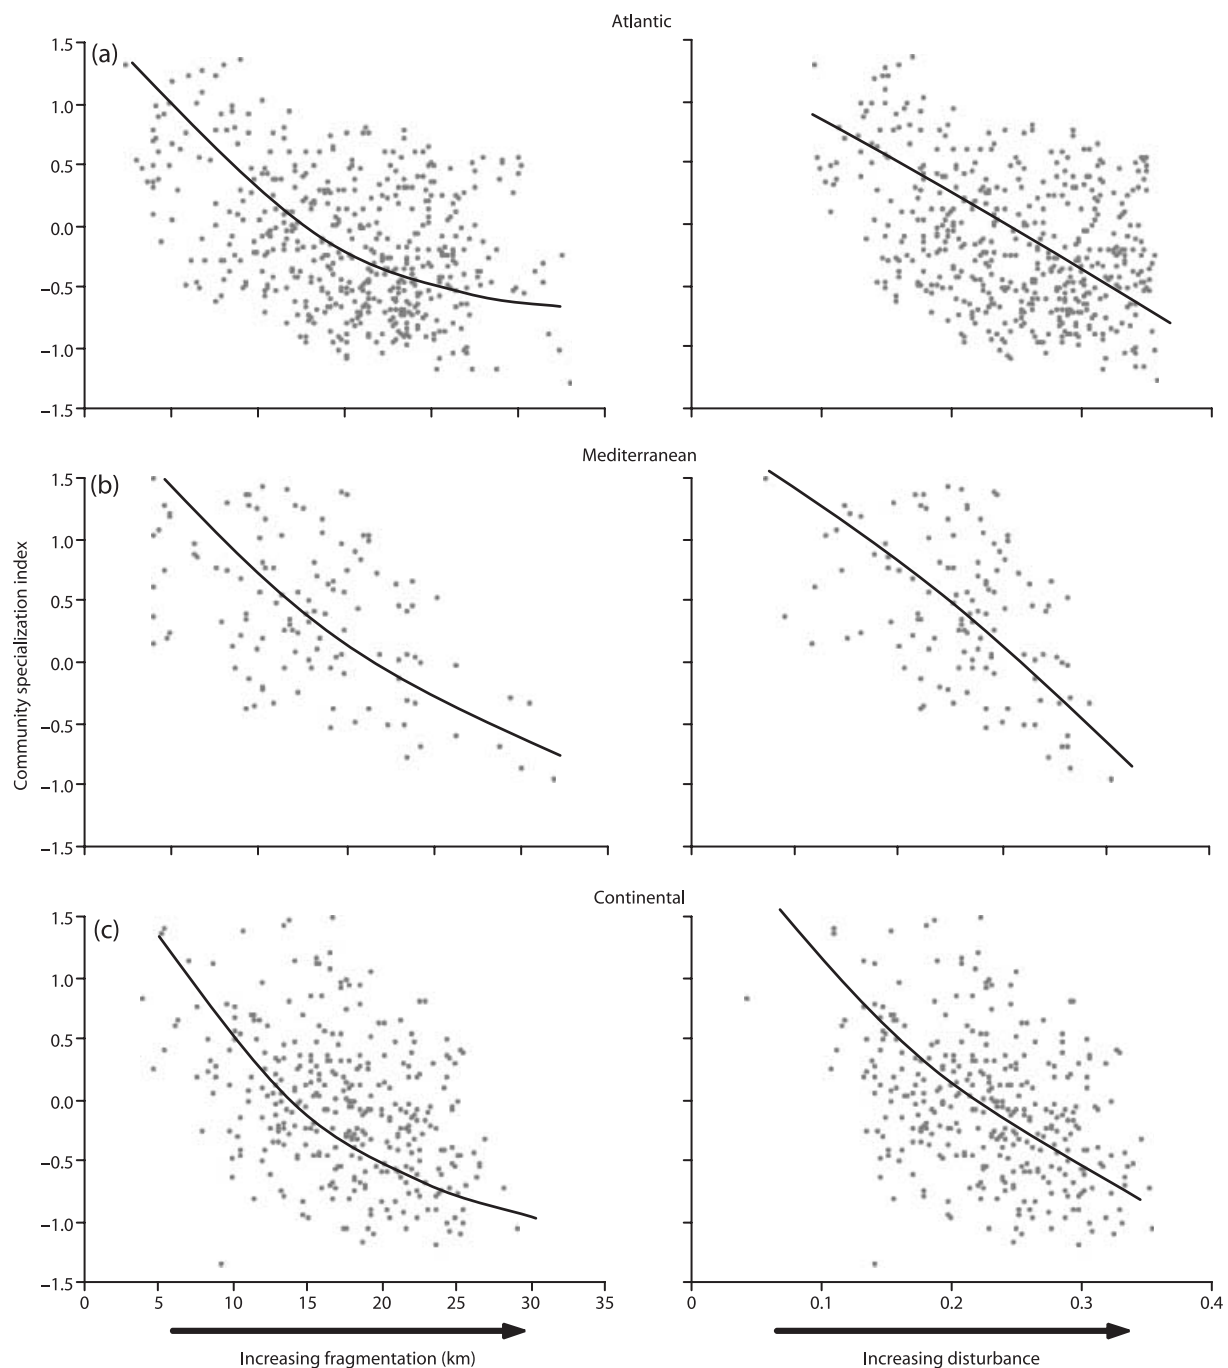 Atlantic
(a)
1.5
1.0
0.5
0.0
−0.5
−1.0
−1.5
Mediterranean
(b)
1.5
1.0
0.5
0.0
−0.5
−1.0
−1.5
Community specialization index
Continental
(c)
1.5
1.0
0.5
0.0
−0.5
−1.0
−1.5
0 5 10 15 20 25 30 35
0 0.1 0.2 0.3 0.4
Increasing fragmentation (km)
Increasing disturbance